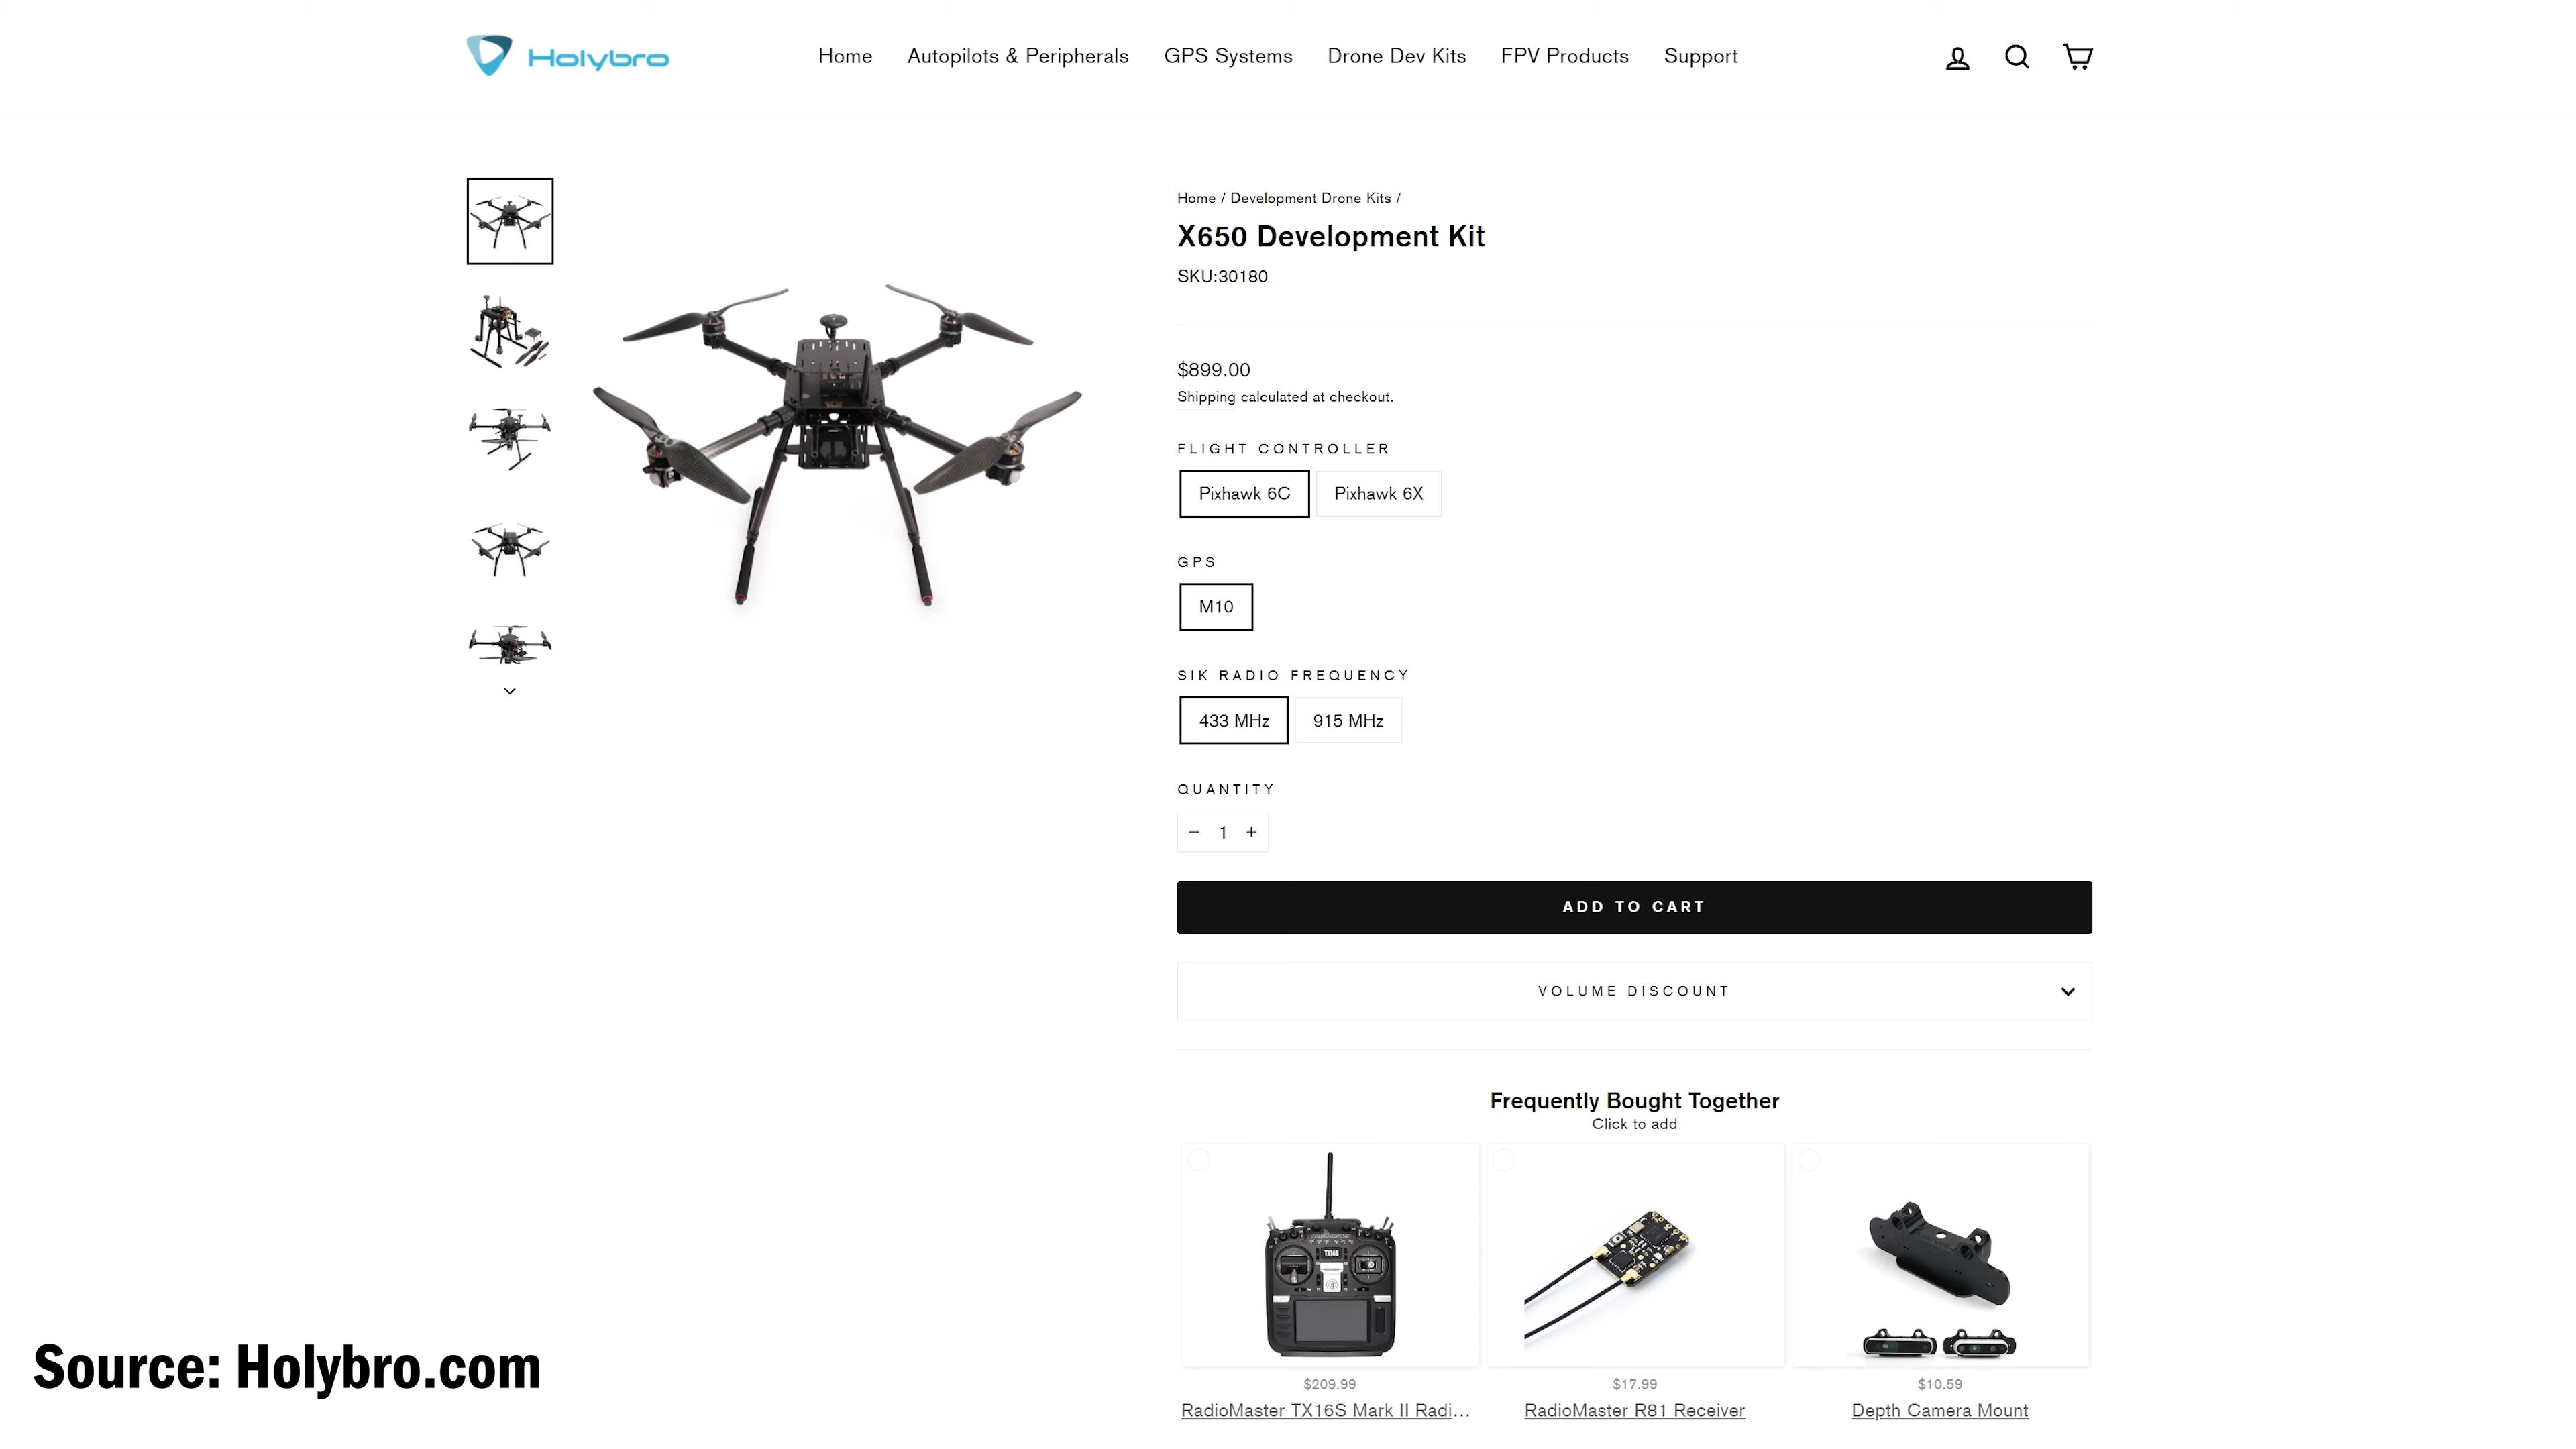 Holybro
Home Autopilots & Peripherals GPS Systems Drone Dev Kits FPV Products Support
Home / Development Drone Kits /
X650 Development Kit
SKU:30180
$899.00
Shipping calculated at checkout.
FLIGHT CONTROLLER
Pixhawk 6C Pixhawk 6X
GPS
M10
SIK RADIO FREQUENCY
433 MHz 915 MHz
QUANTITY
− 1 +
ADD TO CART
VOLUME DISCOUNT
Frequently Bought Together
Click to add
TX16S
$209.99 $17.99 $10.59
RadioMaster TX16S Mark II Radi... RadioMaster R81 Receiver Depth Camera Mount
Source: Holybro.com